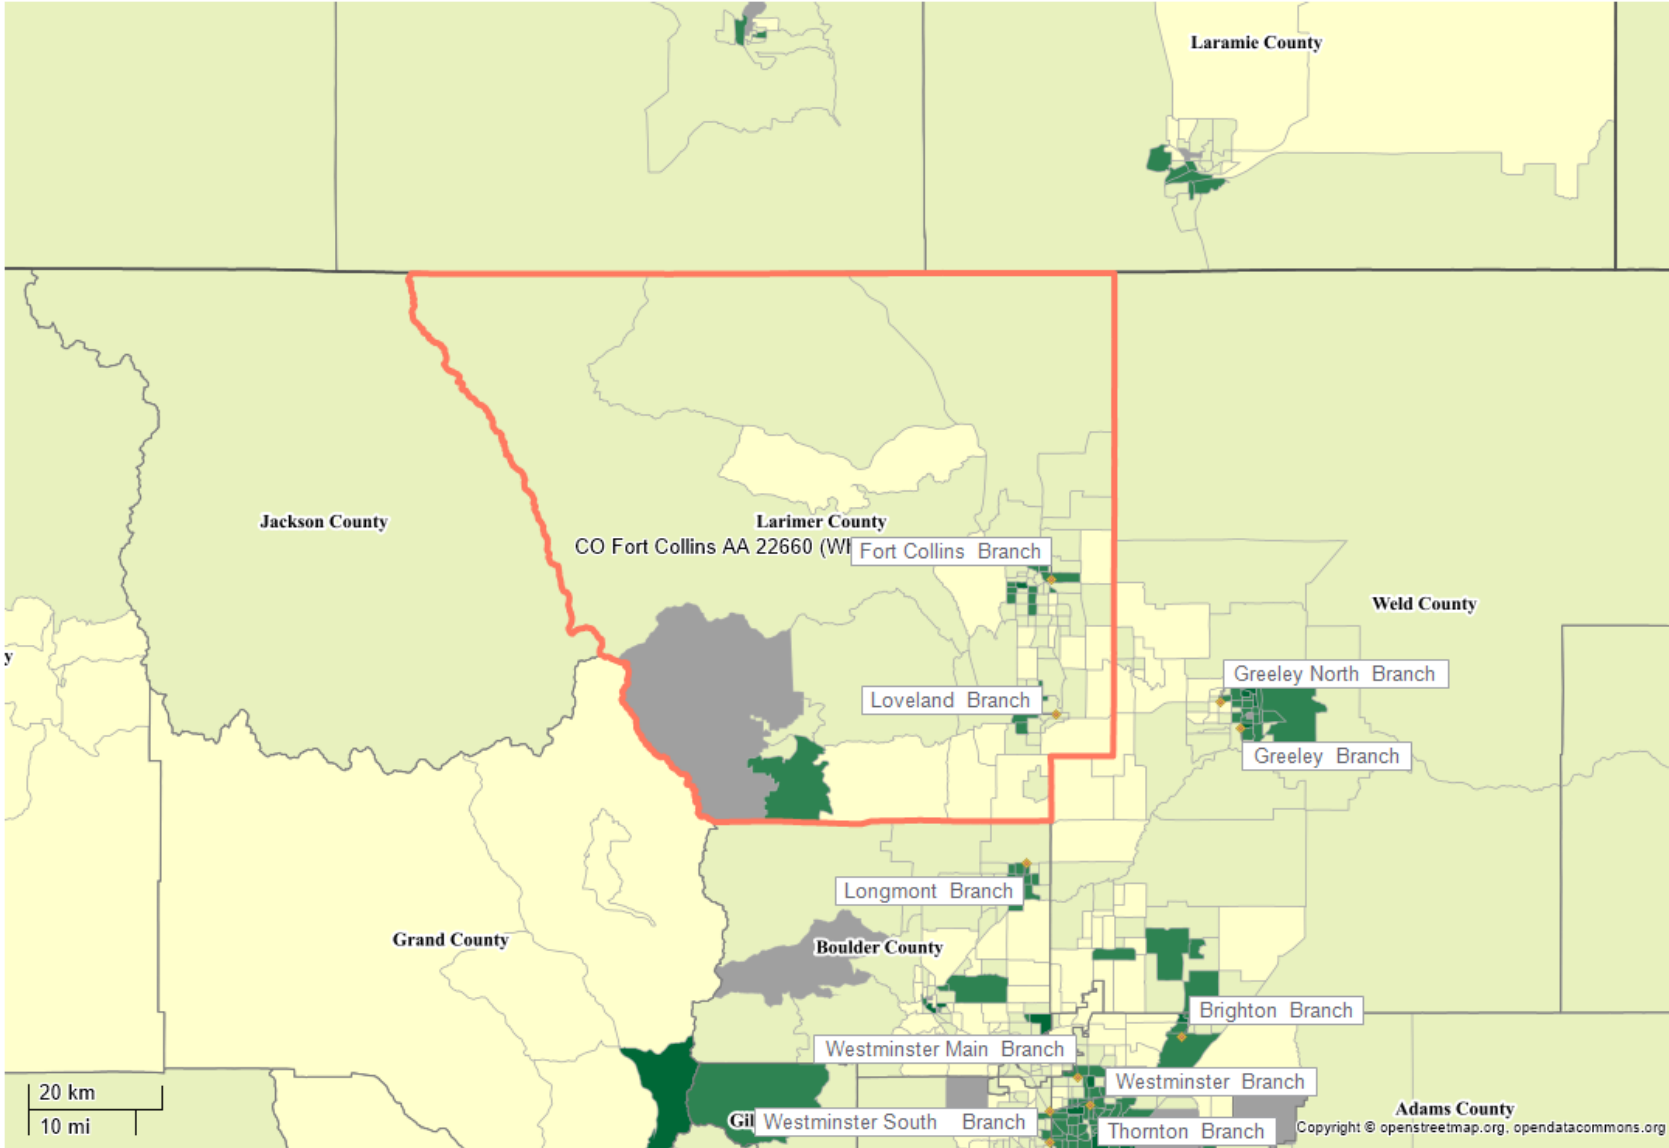 Laramie County
Jackson County
Larimer County
CO Fort Collins AA 22660 (Wh
Fort Collins Branch
Weld County
y
Greeley North Branch
Loveland Branch
Greeley Branch
Longmont Branch
Grand County
Boulder County
Brighton Branch
Westminster Main Branch
Westminster Branch
20 km
10 mi
Gil
Westminster South Branch
Thornton Branch
Adams County
Copyright © openstreetmap.org, opendatacommons.org